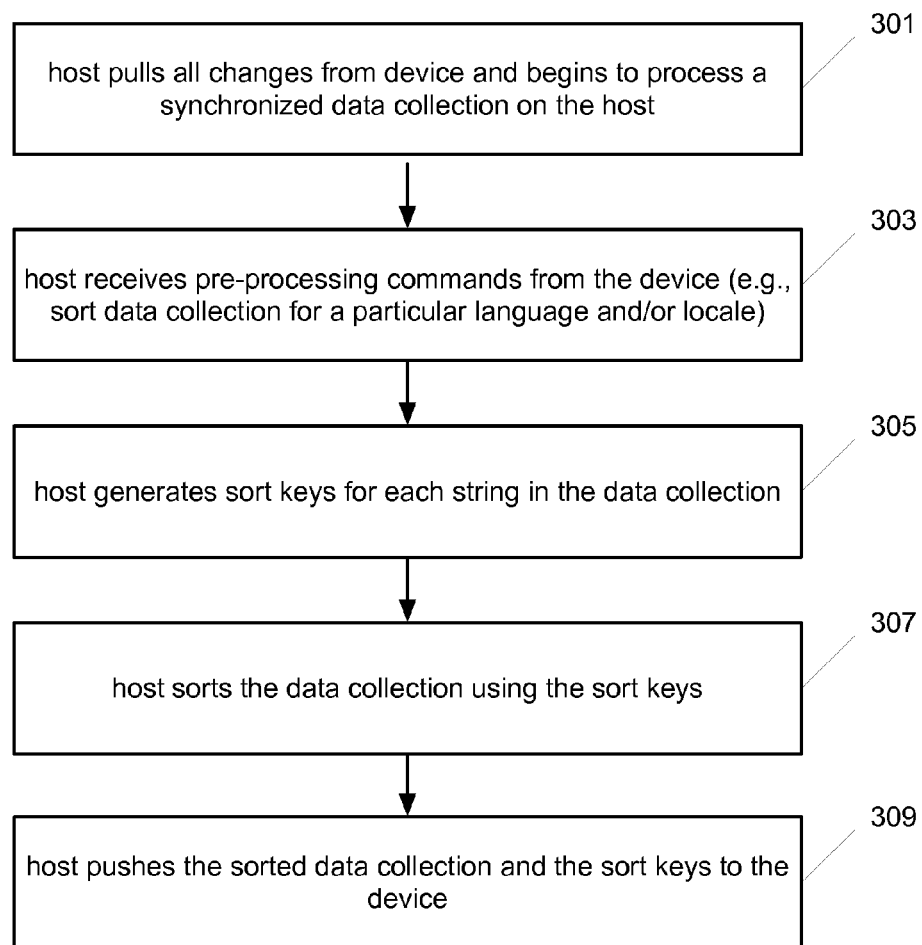 301
host pulls all changes from device and begins to process a
synchronized data collection on the host
303
host receives pre-processing commands from the device (e.g.,
sort data collection for a particular language and/or locale)
305
host generates sort keys for each string in the data collection
307
host sorts the data collection using the sort keys
309
host pushes the sorted data collection and the sort keys to the
device